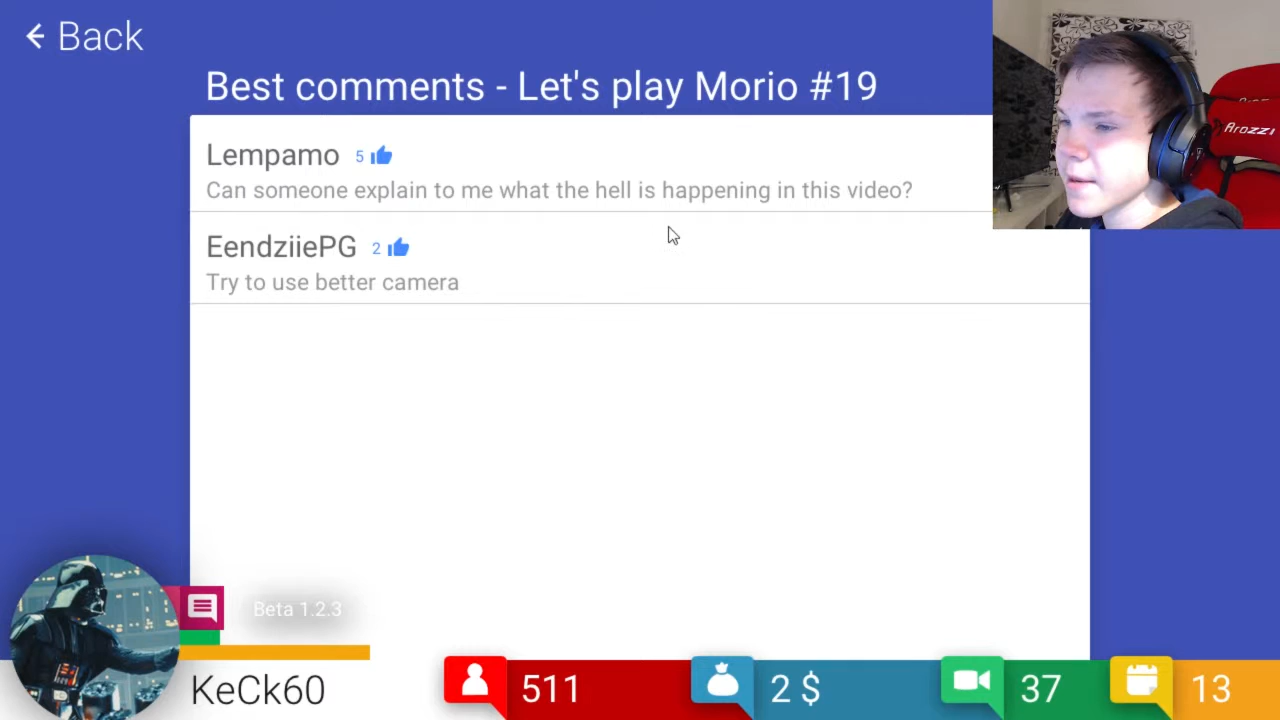 Back
Best comments - Let's play Morio #19
Lempamo 5
Can someone explain to me what the hell is happening in this video?
EendziiePG 2
Try to use better camera
Arozzi
Beta 1.2.3
KeCk60
511
2 $
37
13